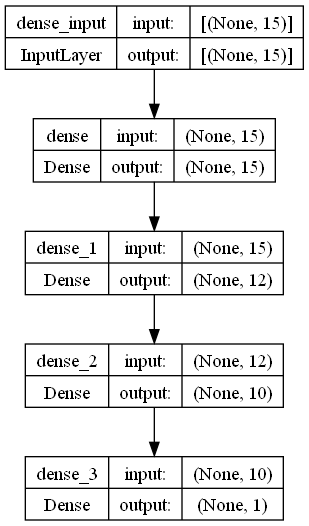 dense_input input: [(None, 15)]
InputLayer output: [(None, 15)]
dense input: (None, 15)
Dense output: (None, 15)
dense_1 input: (None, 15)
Dense output: (None, 12)
dense_2 input: (None, 12)
Dense output: (None, 10)
dense_3 input: (None, 10)
Dense output: (None, 1)